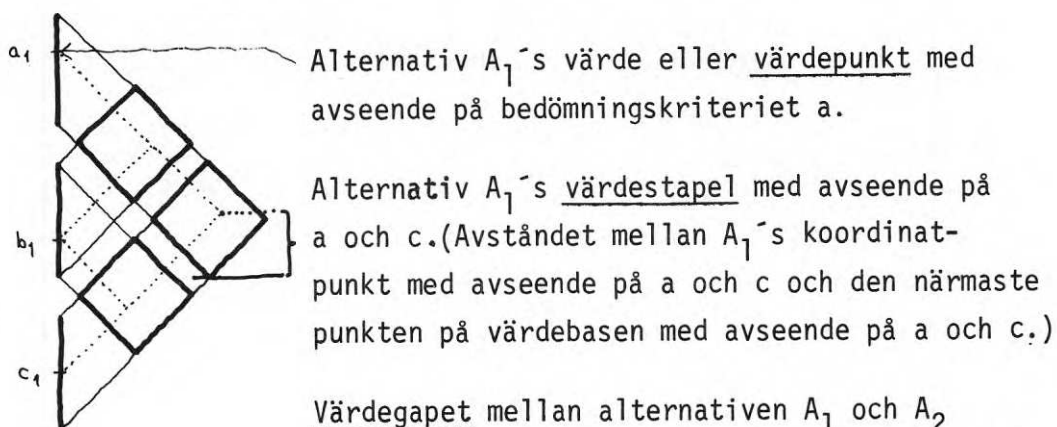 a₁
Alternativ A₁´s värde eller värdepunkt med
avseende på bedömningskriteriet a.
Alternativ A₁´s värdestapel med avseende på
a och c.(Avståndet mellan A₁´s koordinat-
b₁
punkt med avseende på a och c och den närmaste
punkten på värdebasen med avseende på a och c.)
c₁
Värdegapet mellan alternativen A₁ och A₂